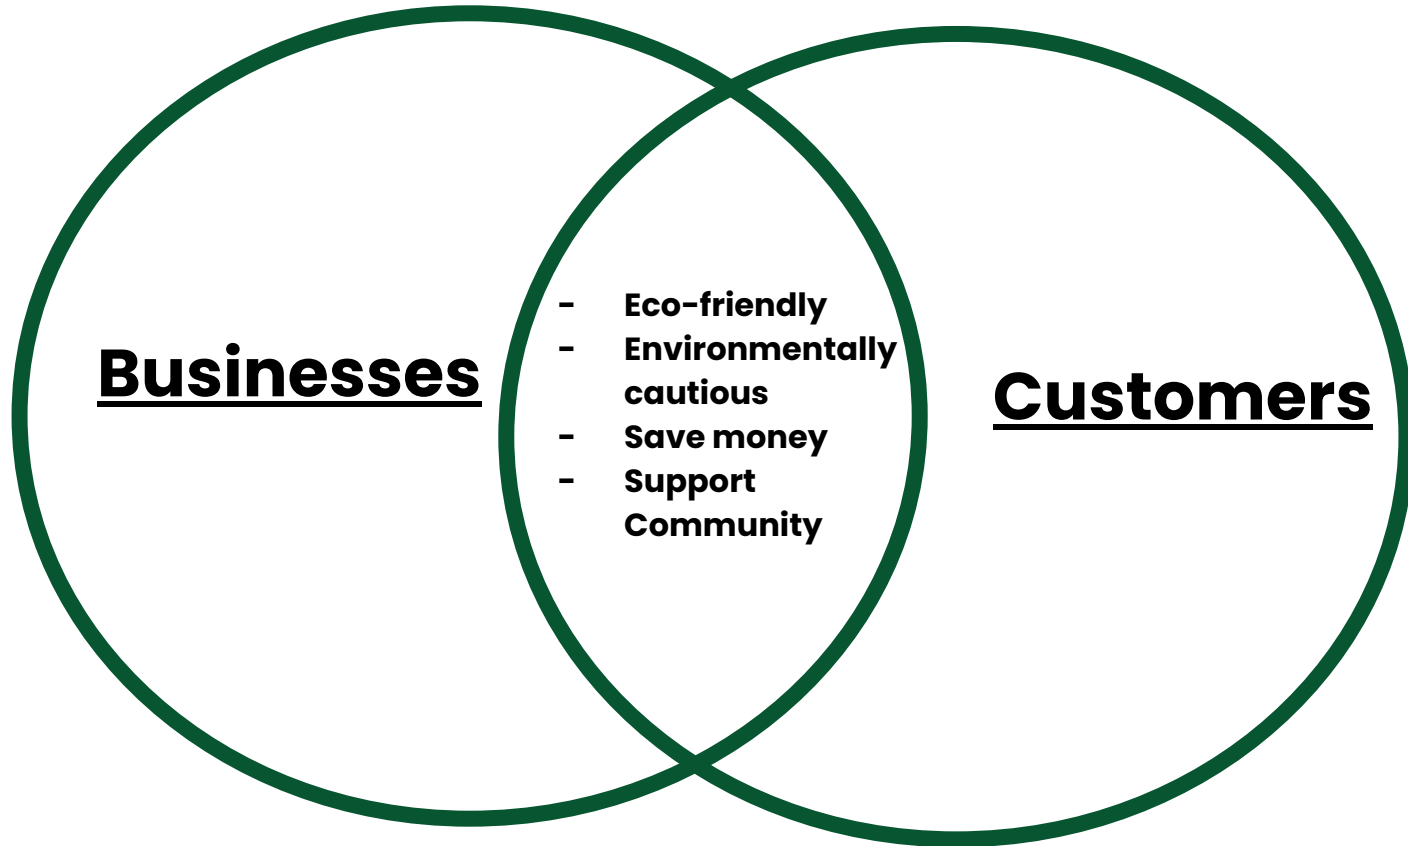 Businesses
- Eco-friendly
- Environmentally
cautious
- Save money
- Support
Community
Customers